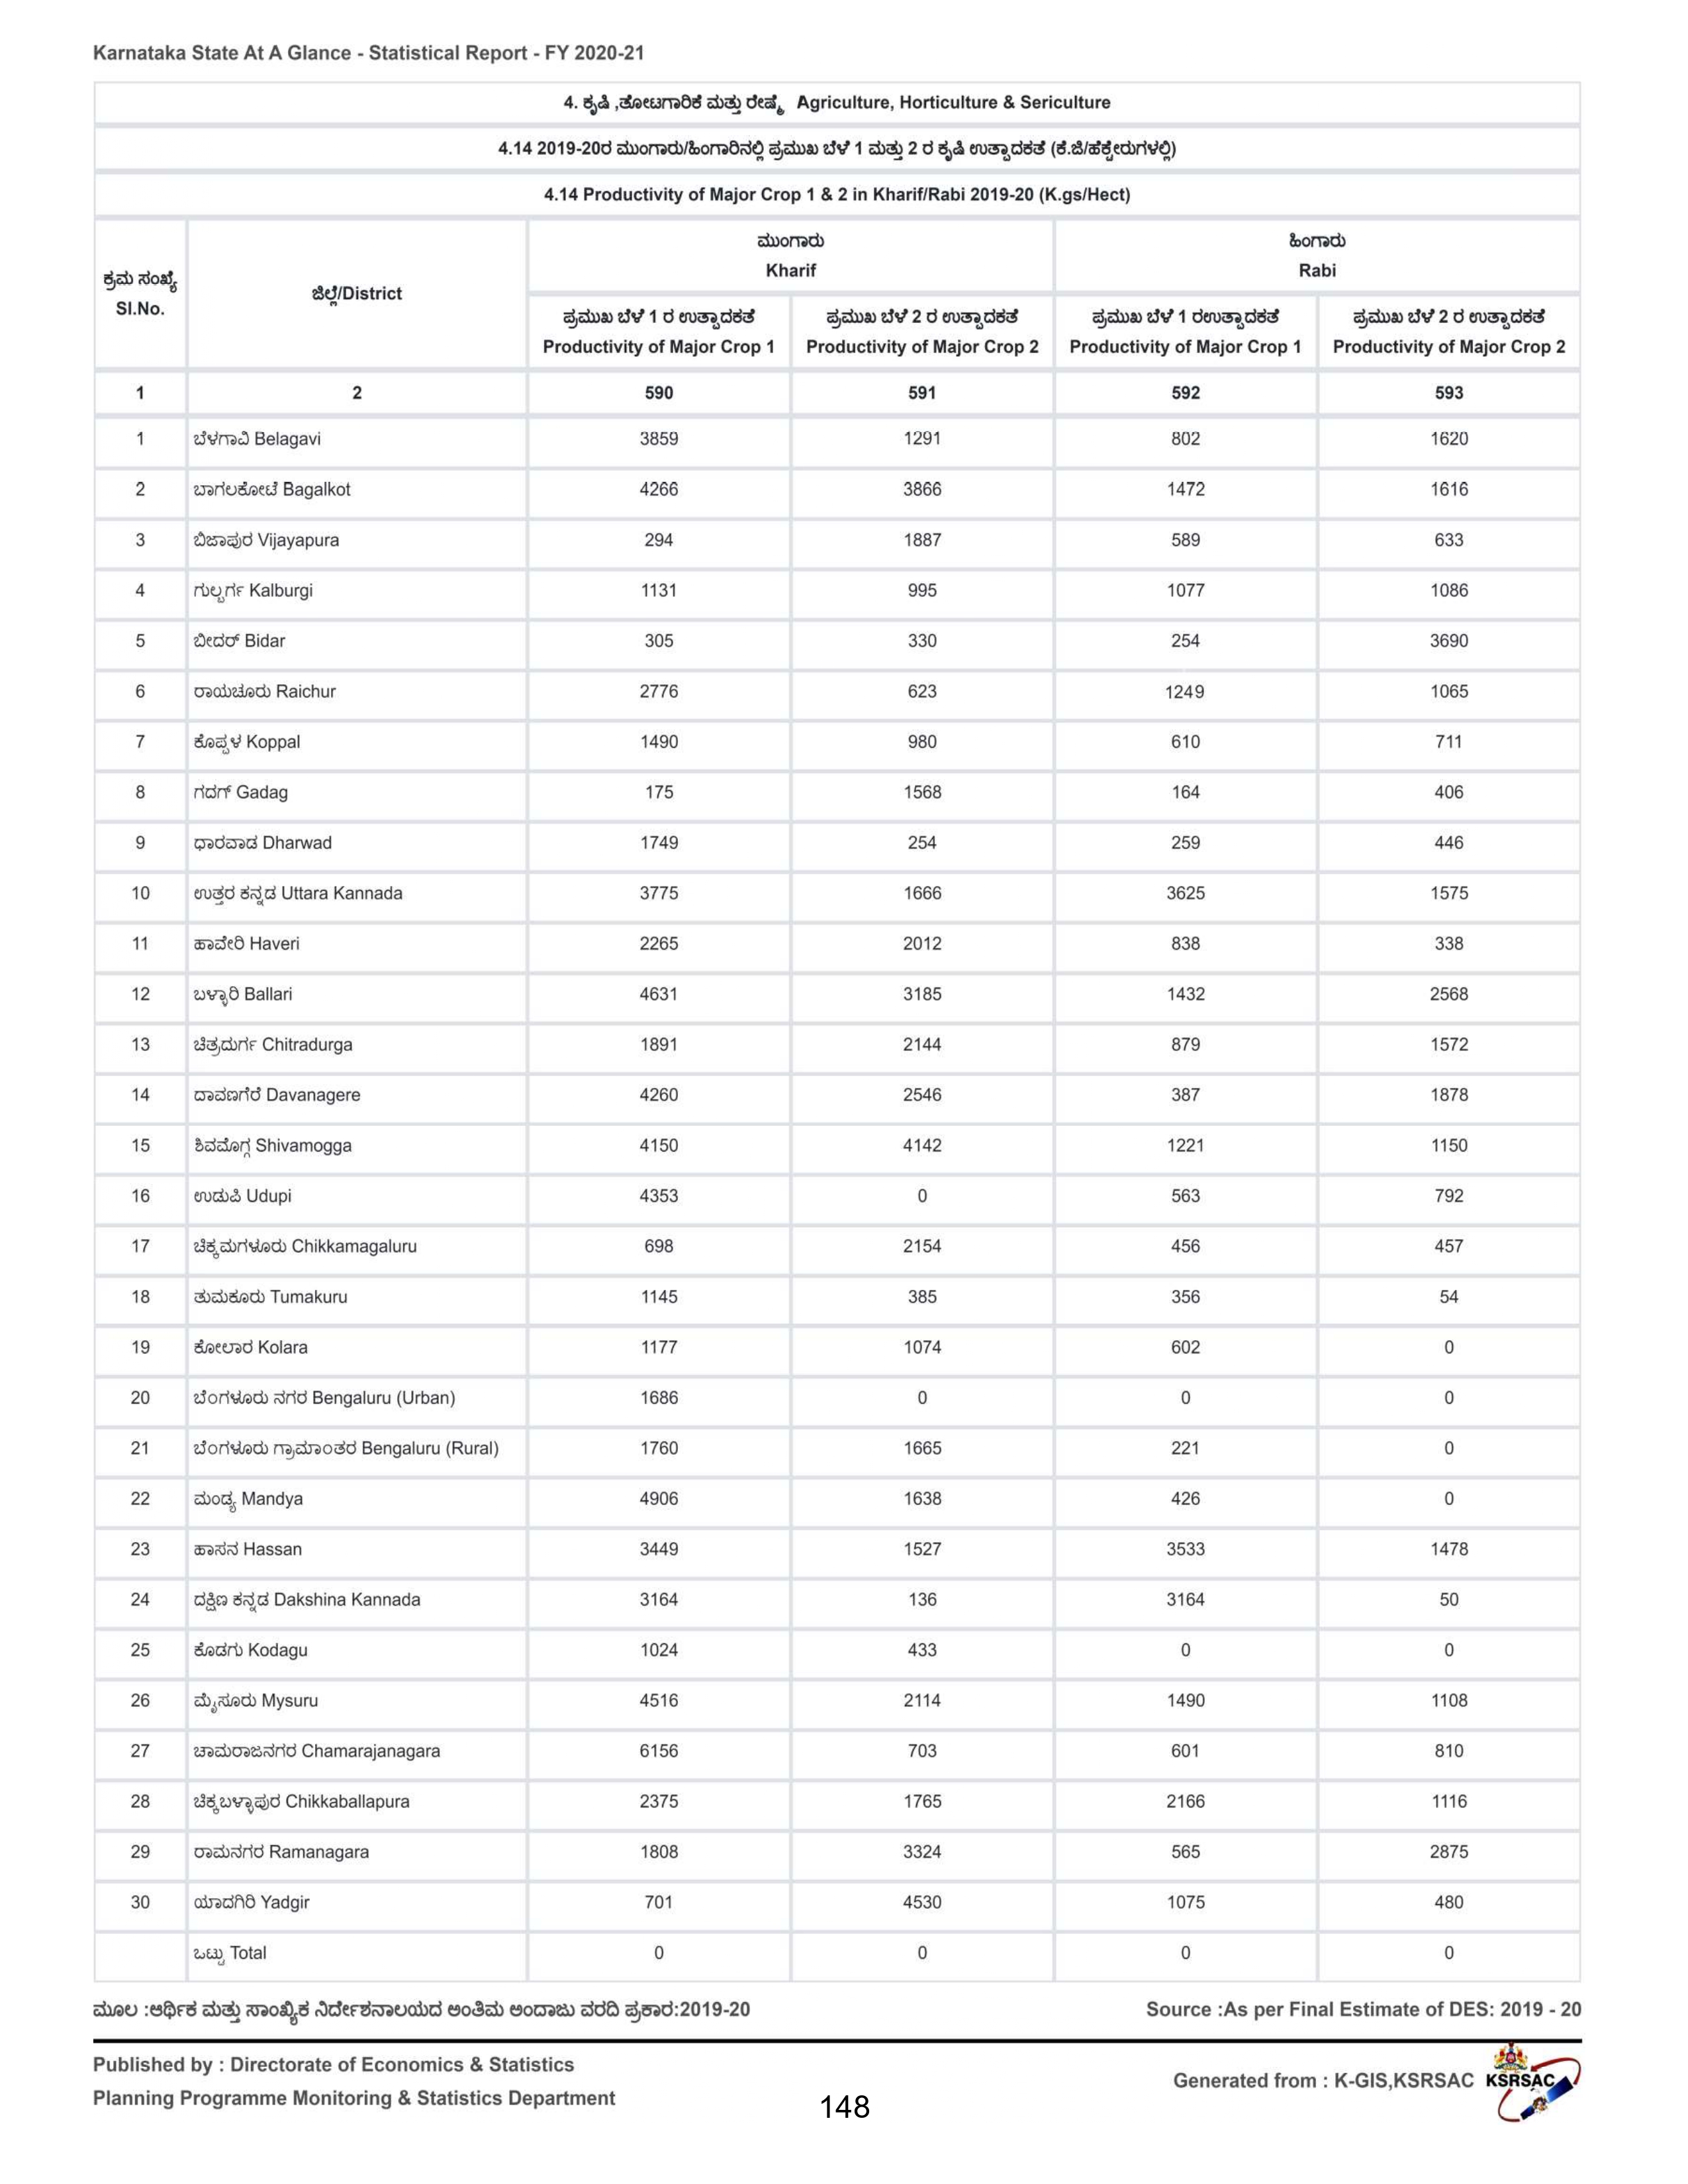 Karnataka State At A Glance - Statistical Report - FY 2020-21
4. ಕೃಷಿ ,ತೋಟಗಾರಿಕೆ ಮತ್ತು ರೇಷ್ಮೆ Agriculture, Horticulture & Sericulture
4.14 2019-20ರ ಮುಂಗಾರು/ಹಿಂಗಾರಿನಲ್ಲಿ ಪ್ರಮುಖ ಬೆಳೆ 1 ಮತ್ತು 2 ರ ಕೃಷಿ ಉತ್ಪಾದಕತೆ (ಕೆ.ಜಿ/ಹೆಕ್ಟೇರುಗಳಲ್ಲಿ)
4.14 Productivity of Major Crop 1 & 2 in Kharif/Rabi 2019-20 (K.gs/Hect)
ಕ್ರಮ ಸಂಖ್ಯೆ
SI.No.
ಜಿಲ್ಲೆ/District
ಮುಂಗಾರು
Kharif
ಹಿಂಗಾರು
Rabi
ಪ್ರಮುಖ ಬೆಳೆ 1 ರ ಉತ್ಪಾದಕತೆ
Productivity of Major Crop 1
ಪ್ರಮುಖ ಬೆಳೆ 2 ರ ಉತ್ಪಾದಕತೆ
Productivity of Major Crop 2
ಪ್ರಮುಖ ಬೆಳೆ 1 ರಉತ್ಪಾದಕತೆ
Productivity of Major Crop 1
ಪ್ರಮುಖ ಬೆಳೆ 2 ರ ಉತ್ಪಾದಕತೆ
Productivity of Major Crop 2
1 2 590 591 592 593
1 ಬೆಳಗಾವಿ Belagavi 3859 1291 802 1620
2 ಬಾಗಲಕೋಟೆ Bagalkot 4266 3866 1472 1616
3 ಬಿಜಾಪುರ Vijayapura 294 1887 589 633
4 ಗುಲ್ಬರ್ಗ Kalburgi 1131 995 1077 1086
5 ಬೀದರ್ Bidar 305 330 254 3690
6 ರಾಯಚೂರು Raichur 2776 623 1249 1065
7 ಕೊಪ್ಪಳ Koppal 1490 980 610 711
8 ಗದಗ್ Gadag 175 1568 164 406
9 ಧಾರವಾಡ Dharwad 1749 254 259 446
10 ಉತ್ತರ ಕನ್ನಡ Uttara Kannada 3775 1666 3625 1575
11 ಹಾವೇರಿ Haveri 2265 2012 838 338
12 ಬಳ್ಳಾರಿ Ballari 4631 3185 1432 2568
13 ಚಿತ್ರದುರ್ಗ Chitradurga 1891 2144 879 1572
14 ದಾವಣಗೆರೆ Davanagere 4260 2546 387 1878
15 ಶಿವಮೊಗ್ಗ Shivamogga 4150 4142 1221 1150
16 ಉಡುಪಿ Udupi 4353 0 563 792
17 ಚಿಕ್ಕಮಗಳೂರು Chikkamagaluru 698 2154 456 457
18 ತುಮಕೂರು Tumakuru 1145 385 356 54
19 ಕೋಲಾರ Kolara 1177 1074 602 0
20 ಬೆಂಗಳೂರು ನಗರ Bengaluru (Urban) 1686 0 0 0
21 ಬೆಂಗಳೂರು ಗ್ರಾಮಾಂತರ Bengaluru (Rural) 1760 1665 221 0
22 ಮಂಡ್ಯ Mandya 4906 1638 426 0
23 ಹಾಸನ Hassan 3449 1527 3533 1478
24 ದಕ್ಷಿಣ ಕನ್ನಡ Dakshina Kannada 3164 136 3164 50
25 ಕೊಡಗು Kodagu 1024 433 0 0
26 ಮೈಸೂರು Mysuru 4516 2114 1490 1108
27 ಚಾಮರಾಜನಗರ Chamarajanagara 6156 703 601 810
28 ಚಿಕ್ಕಬಳ್ಳಾಪುರ Chikkaballapura 2375 1765 2166 1116
29 ರಾಮನಗರ Ramanagara 1808 3324 565 2875
30 ಯಾದಗಿರಿ Yadgir 701 4530 1075 480
ಒಟ್ಟು Total 0 0 0 0
ಮೂಲ :ಆರ್ಥಿಕ ಮತ್ತು ಸಾಂಖ್ಯಿಕ ನಿರ್ದೇಶನಾಲಯದ ಅಂತಿಮ ಅಂದಾಜು ವರದಿ ಪ್ರಕಾರ:2019-20 Source :As per Final Estimate of DES: 2019 - 20
Published by : Directorate of Economics & Statistics
Planning Programme Monitoring & Statistics Department
148
Generated from : K-GIS,KSRSAC KSRSAC